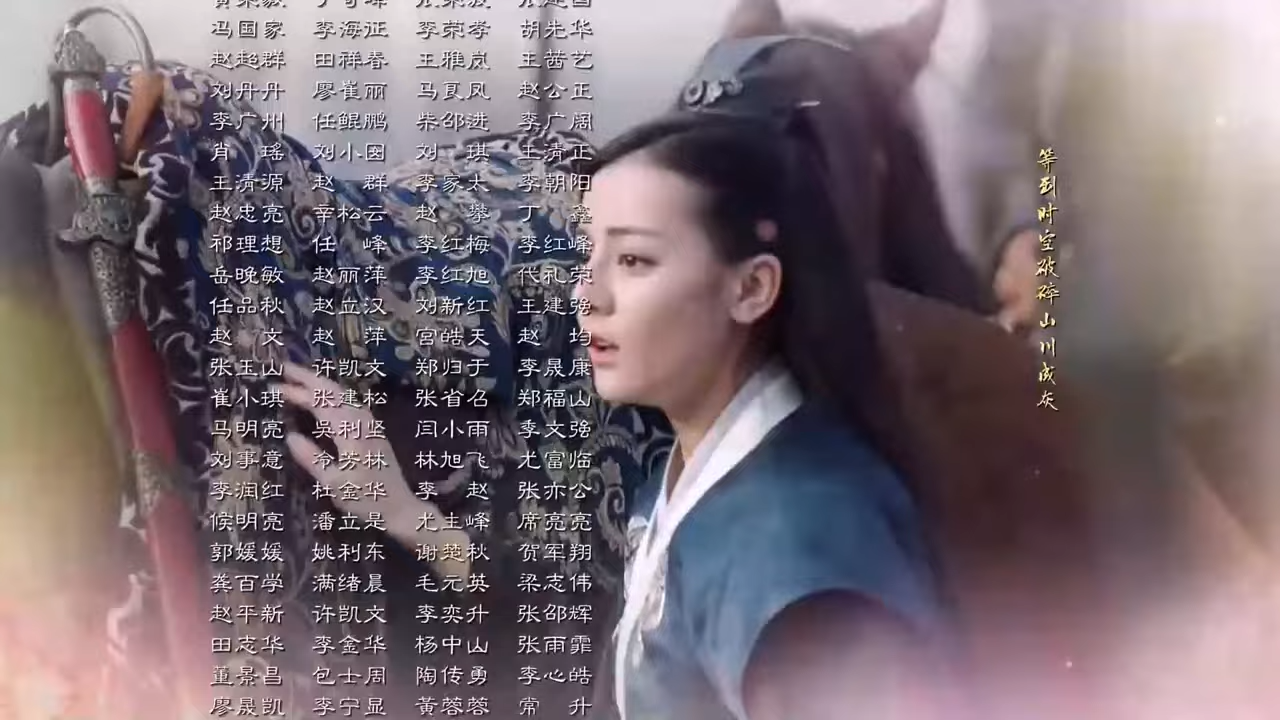 冯国家 李海证 李荣孝 胡先华
赵超群 田祥春 王雅岚 王茜艺
刘丹丹 廖崔丽 马良凤 赵公正
李广州 任鲲鹏 柴邵进 李广阔
肖 瑶 刘小囡 刘 琪 王清正
王清源 赵 群 李家太 李朝阳
赵忠亮 辛松云 赵 攀 丁 鑫
祁理想 任 峰 李红梅 李红峰
岳晚敏 赵丽萍 李红旭 代礼荣
任品秋 赵立汉 刘新红 王建强
赵 文 赵 萍 宫皓天 赵 均
张玉山 许凯文 郑归于 李晟康
崔小琪 张建松 张省召 郑福山
马明亮 吴利坚 闫小雨 季文强
刘事意 冷芳林 林旭飞 尤富临
李润红 杜金华 李 赵 张亦公
候明亮 潘立是 尤主峰 席亮亮
郭媛媛 姚利东 谢楚秋 贺军翔
龚百学 满绪晨 毛元英 梁志伟
赵平新 许凯文 李奕升 张邵辉
田志华 李金华 杨中山 张雨霏
董景昌 包士周 陶传勇 李心皓
廖晟凯 李宁显 黄蓉蓉 常 升
等到时空破碎山川成灰